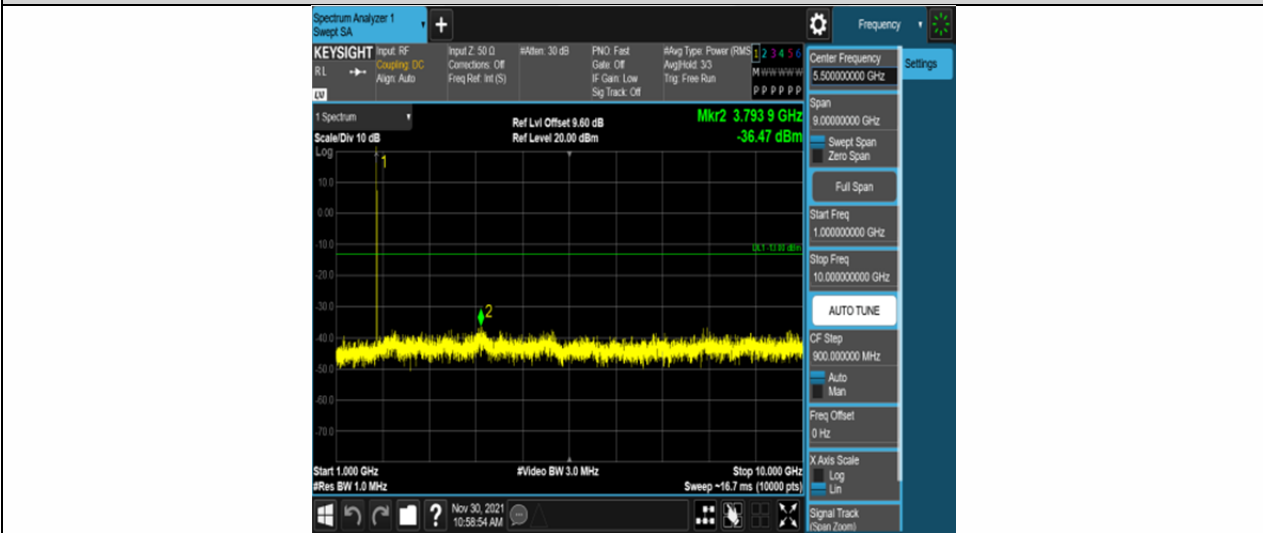 Spectrum Analyzer 1
Swept SA
+
Frequency
KEYSIGHT
RL
LXI
Input: RF
Coupling: DC
Align: Auto
Input Z: 50 Ω
Corrections: Off
Freq Ref: Int (S)
#Atten: 30 dB
PNO: Fast
Gate: Off
IF Gain: Low
Sig Track: Off
#Avg Type: Power (RMS
Avg|Hold: 3/3
Trig: Free Run
1 2 3 4 5 6
M W W W W W
P P P P P P
1 Spectrum
Scale/Div 10 dB
Log
Ref Lvl Offset 9.60 dB
Ref Level 20.00 dBm
Mkr2 3.793 9 GHz
-36.47 dBm
1
10.0
0.00
-10.0
DL1 -13.00 dBm
-20.0
-30.0
2
-40.0
-50.0
-60.0
-70.0
Start 1.000 GHz
#Res BW 1.0 MHz
#Video BW 3.0 MHz
Stop 10.000 GHz
Sweep ~16.7 ms (10000 pts)
?
Nov 30, 2021
10:58:54 AM
Center Frequency
5.500000000 GHz
Settings
Span
9.00000000 GHz
Swept Span
Zero Span
Full Span
Start Freq
1.000000000 GHz
Stop Freq
10.000000000 GHz
AUTO TUNE
CF Step
900.000000 MHz
Auto
Man
Freq Offset
0 Hz
X Axis Scale
Log
Lin
Signal Track
(Span Zoom)